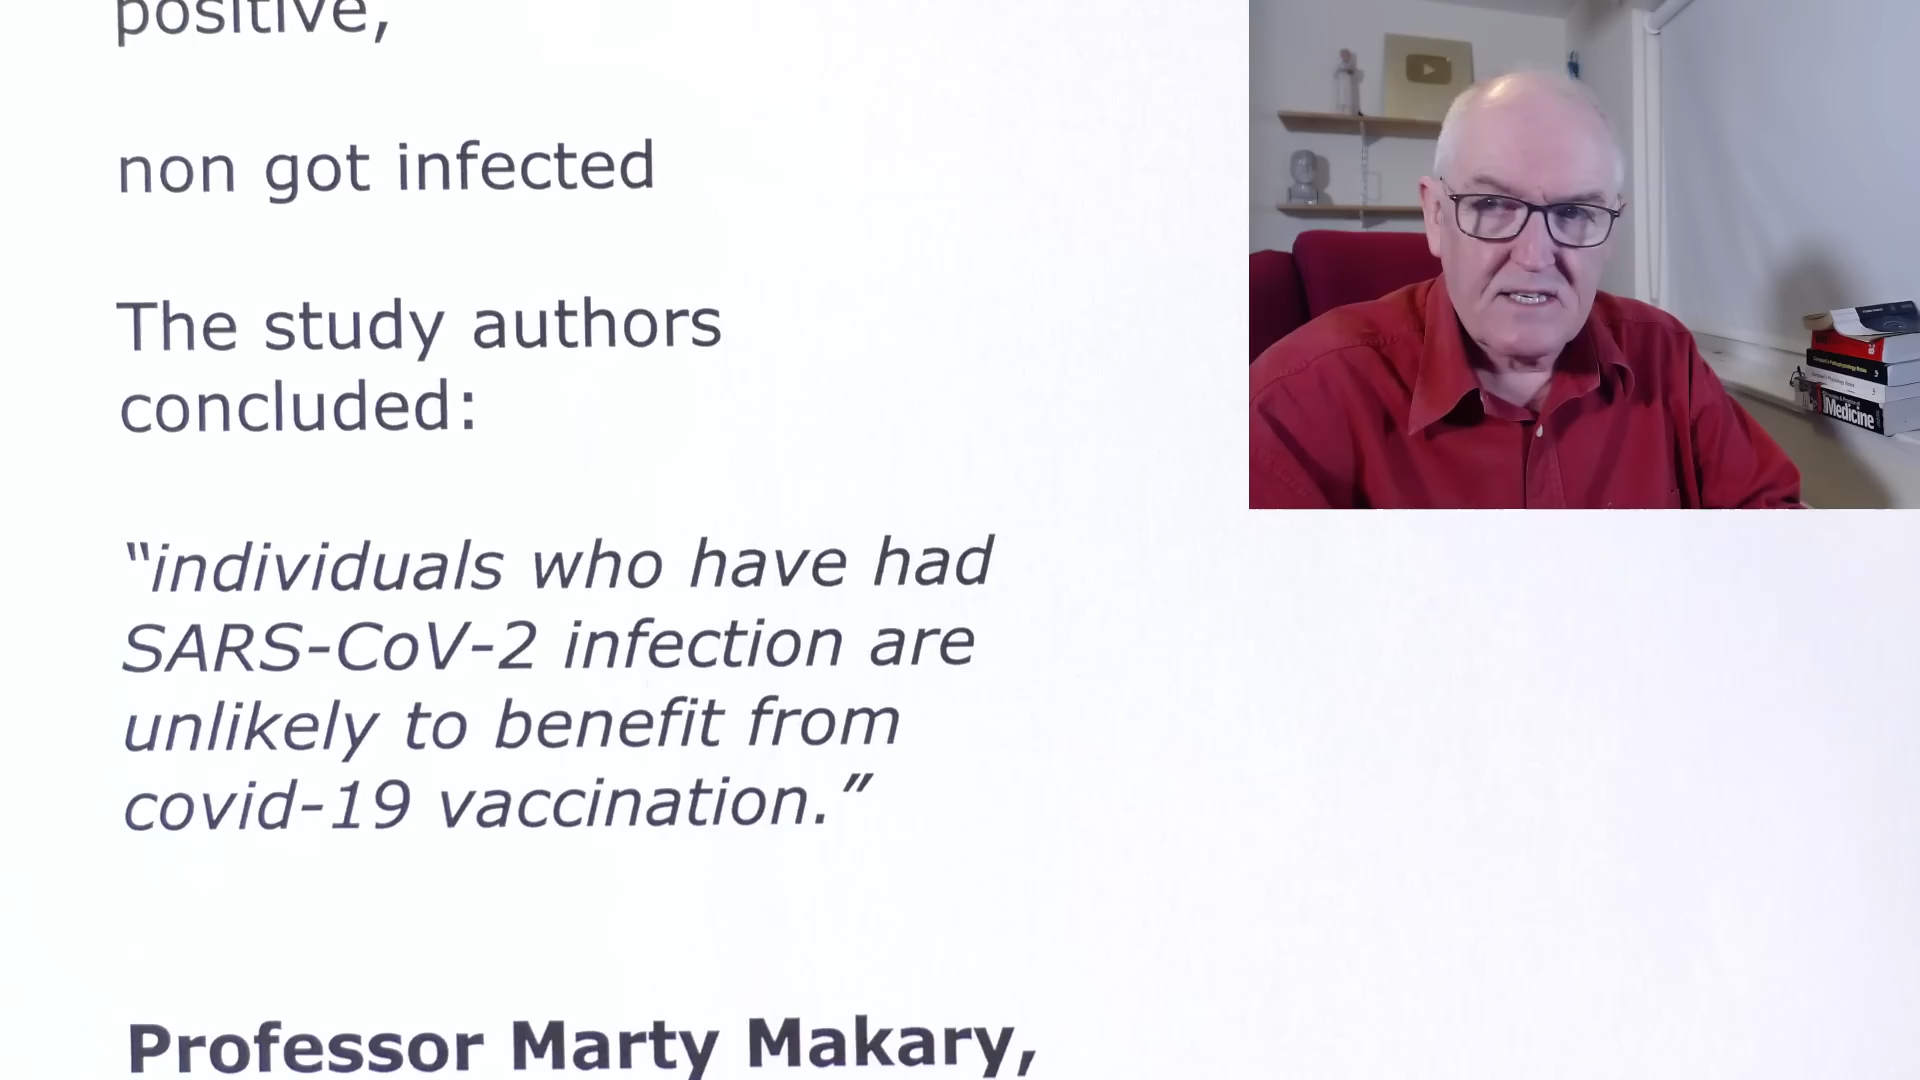 positive,
non got infected
The study authors
concluded:
“individuals who have had
SARS-CoV-2 infection are
unlikely to benefit from
covid-19 vaccination.”
Professor Marty Makary,
Medicine